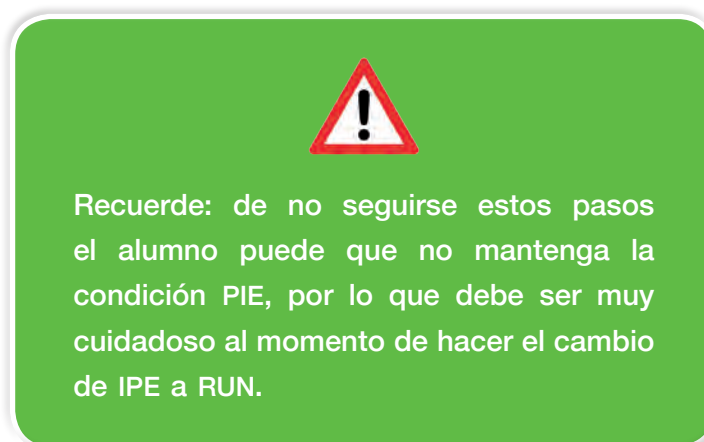 Recuerde: de no seguirse estos pasos
el alumno puede que no mantenga la
condición PIE, por lo que debe ser muy
cuidadoso al momento de hacer el cambio
de IPE a RUN.